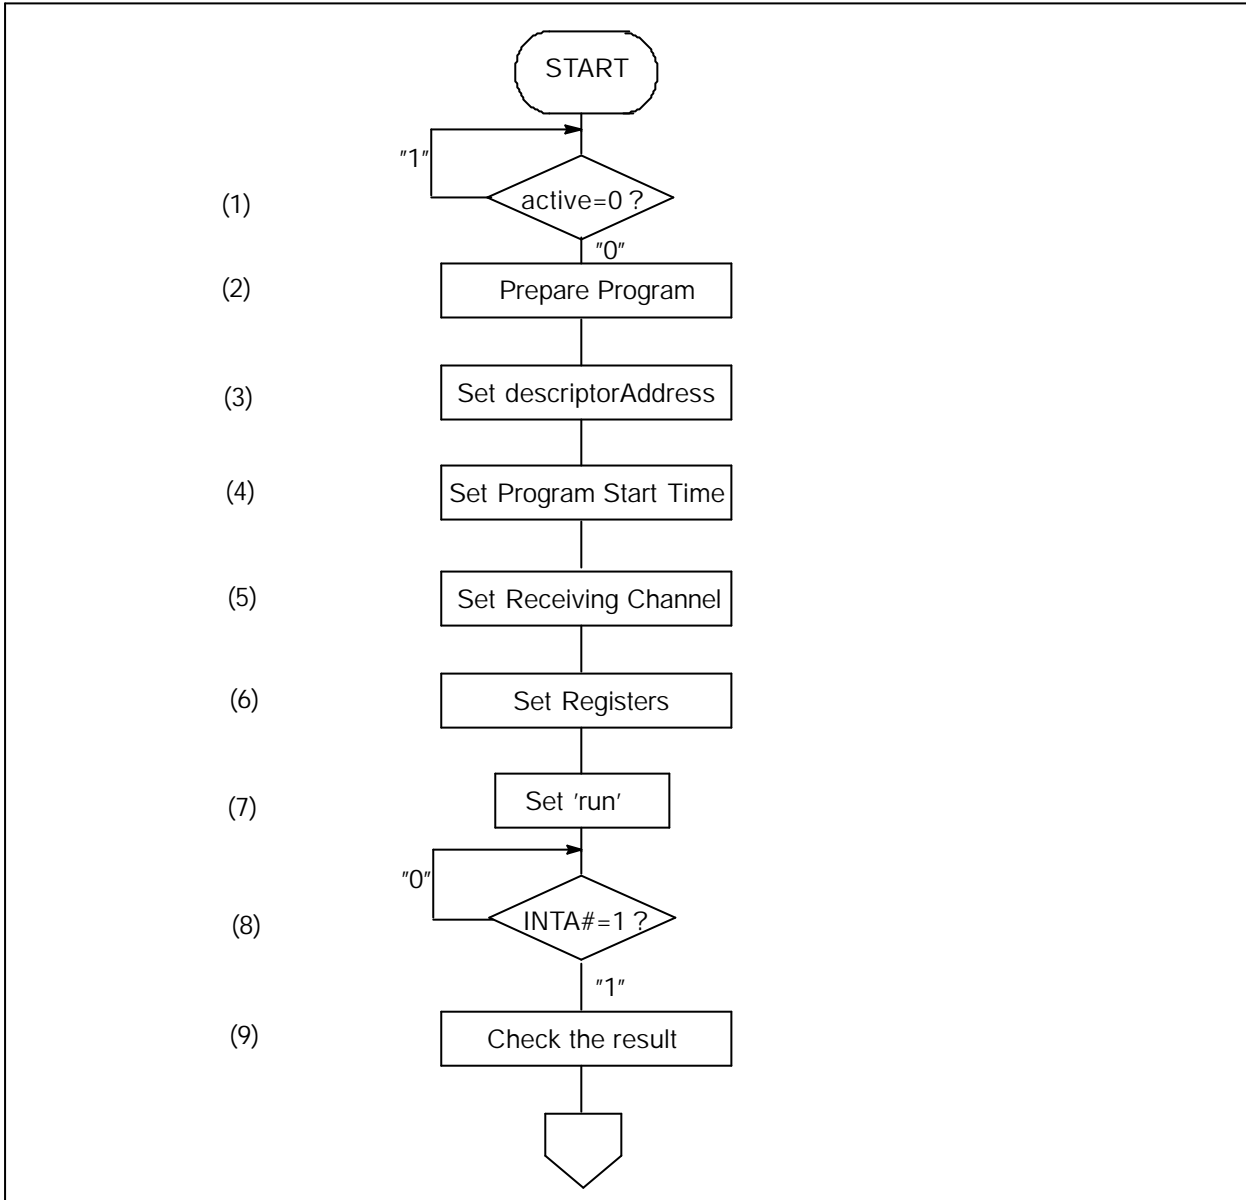 START
"1"
(1)
active=0 ?
"0"
(2)
Prepare Program
(3)
Set descriptorAddress
(4)
Set Program Start Time
(5)
Set Receiving Channel
(6)
Set Registers
(7)
Set 'run'
"0"
(8)
INTA#=1 ?
"1"
(9)
Check the result